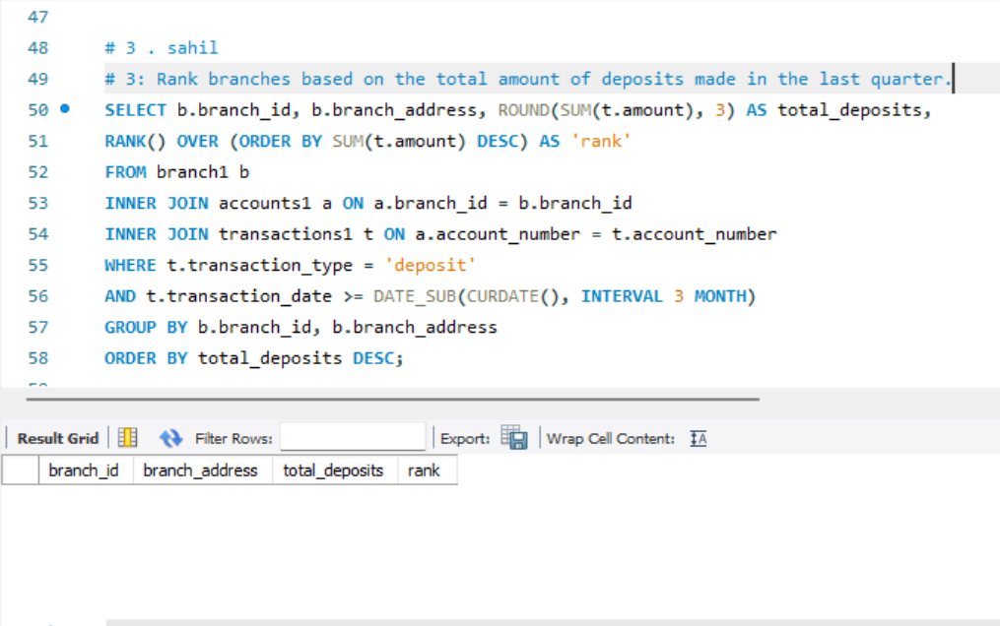 47
48 # 3 . sahil
49 # 3: Rank branches based on the total amount of deposits made in the last quarter.
50 SELECT b.branch_id, b.branch_address, ROUND(SUM(t.amount), 3) AS total_deposits,
51 RANK() OVER (ORDER BY SUM(t.amount) DESC) AS 'rank'
52 FROM branch1 b
53 INNER JOIN accounts1 a ON a.branch_id = b.branch_id
54 INNER JOIN transactions1 t ON a.account_number = t.account_number
55 WHERE t.transaction_type = 'deposit'
56 AND t.transaction_date >= DATE_SUB(CURDATE(), INTERVAL 3 MONTH)
57 GROUP BY b.branch_id, b.branch_address
58 ORDER BY total_deposits DESC;
Result Grid Filter Rows: Export: Wrap Cell Content:
branch_id branch_address total_deposits rank